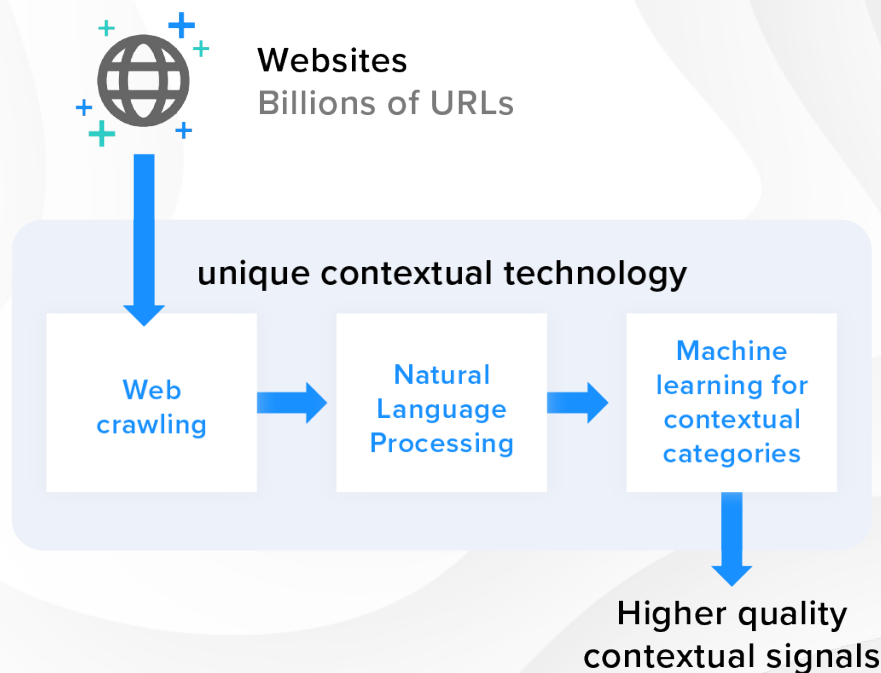 Websites
Billions of URLs
unique contextual technology
Web
crawling
Natural
Language
Processing
Machine
learning for
contextual
categories
Higher quality
contextual signals